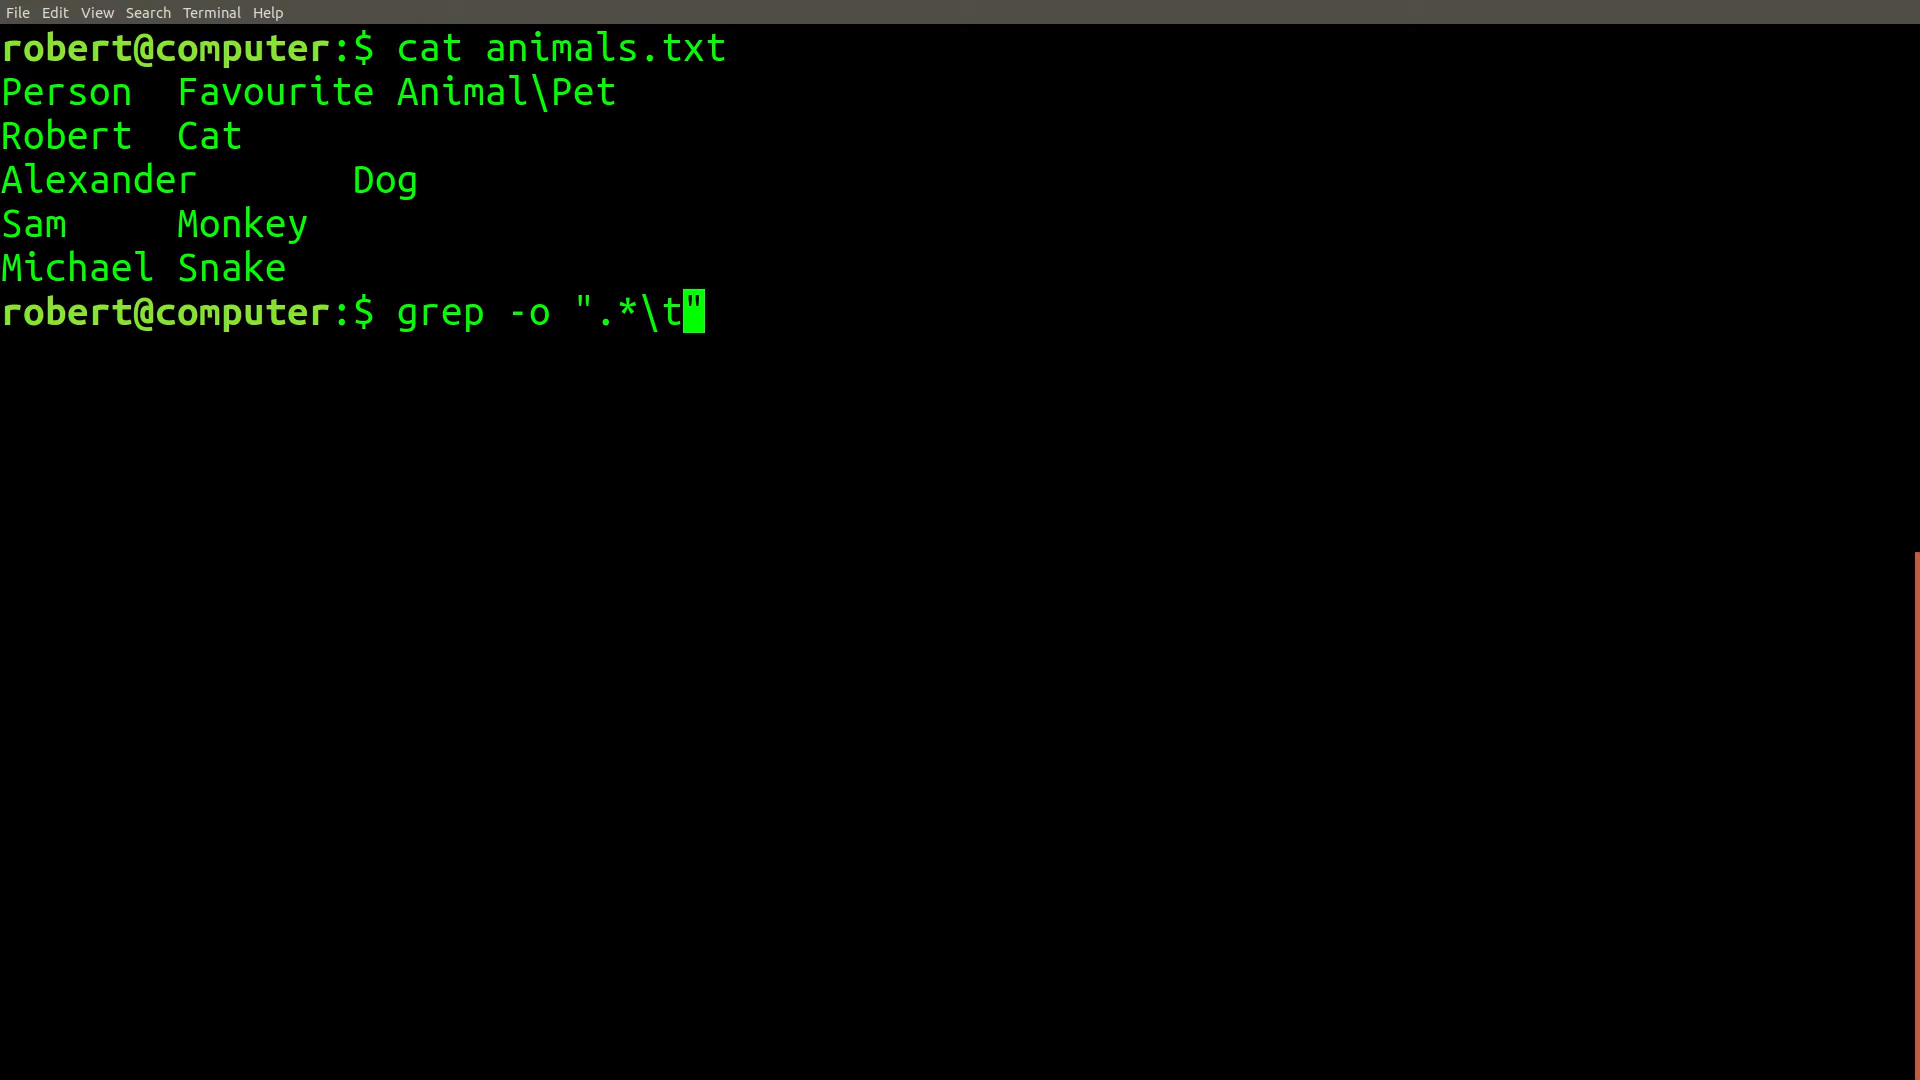 File Edit View Search Terminal Help
robert@computer:$ cat animals.txt
Person  Favourite Animal\Pet
Robert  Cat
Alexander       Dog
Sam     Monkey
Michael Snake
robert@computer:$ grep -o ".*\t"